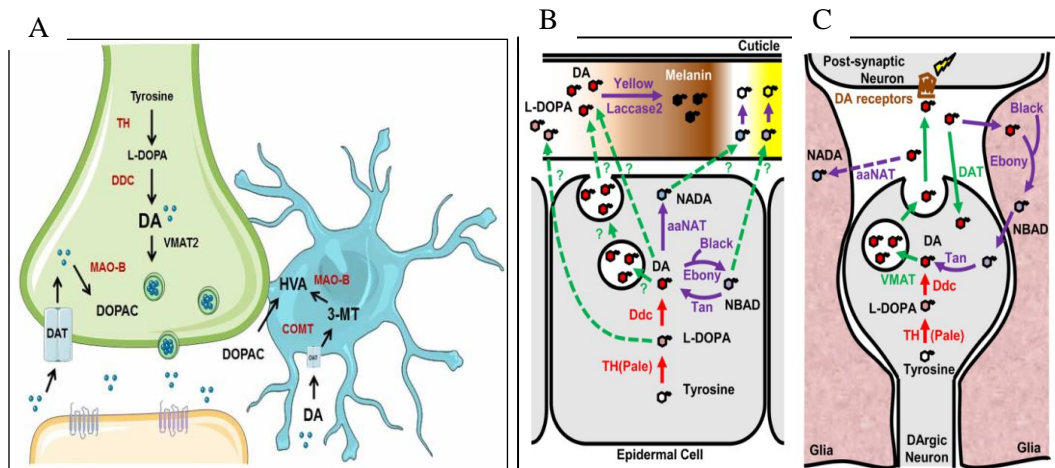 A
Tyrosine
TH
L-DOPA
DDC
DA
VMAT2
MAO-B
DOPAC
DAT
HVA
MAO-B
3-MT
COMT
DAT
DOPAC
DA
B
Cuticle
DA
Yellow
Melanin
L-DOPA
Laccase2
?
?
?
?
?
?
NADA
aaNAT
Black
DA
Ebony
?
Tan
NBAD
Ddc
L-DOPA
TH(Pale)
Tyrosine
Epidermal Cell
C
Post-synaptic
Neuron
DA receptors
Black
NADA
aaNAT
DAT
Ebony
NBAD
DA
Tan
VMAT
Ddc
L-DOPA
TH (Pale)
Tyrosine
Glia
DArgic
Neuron
Glia